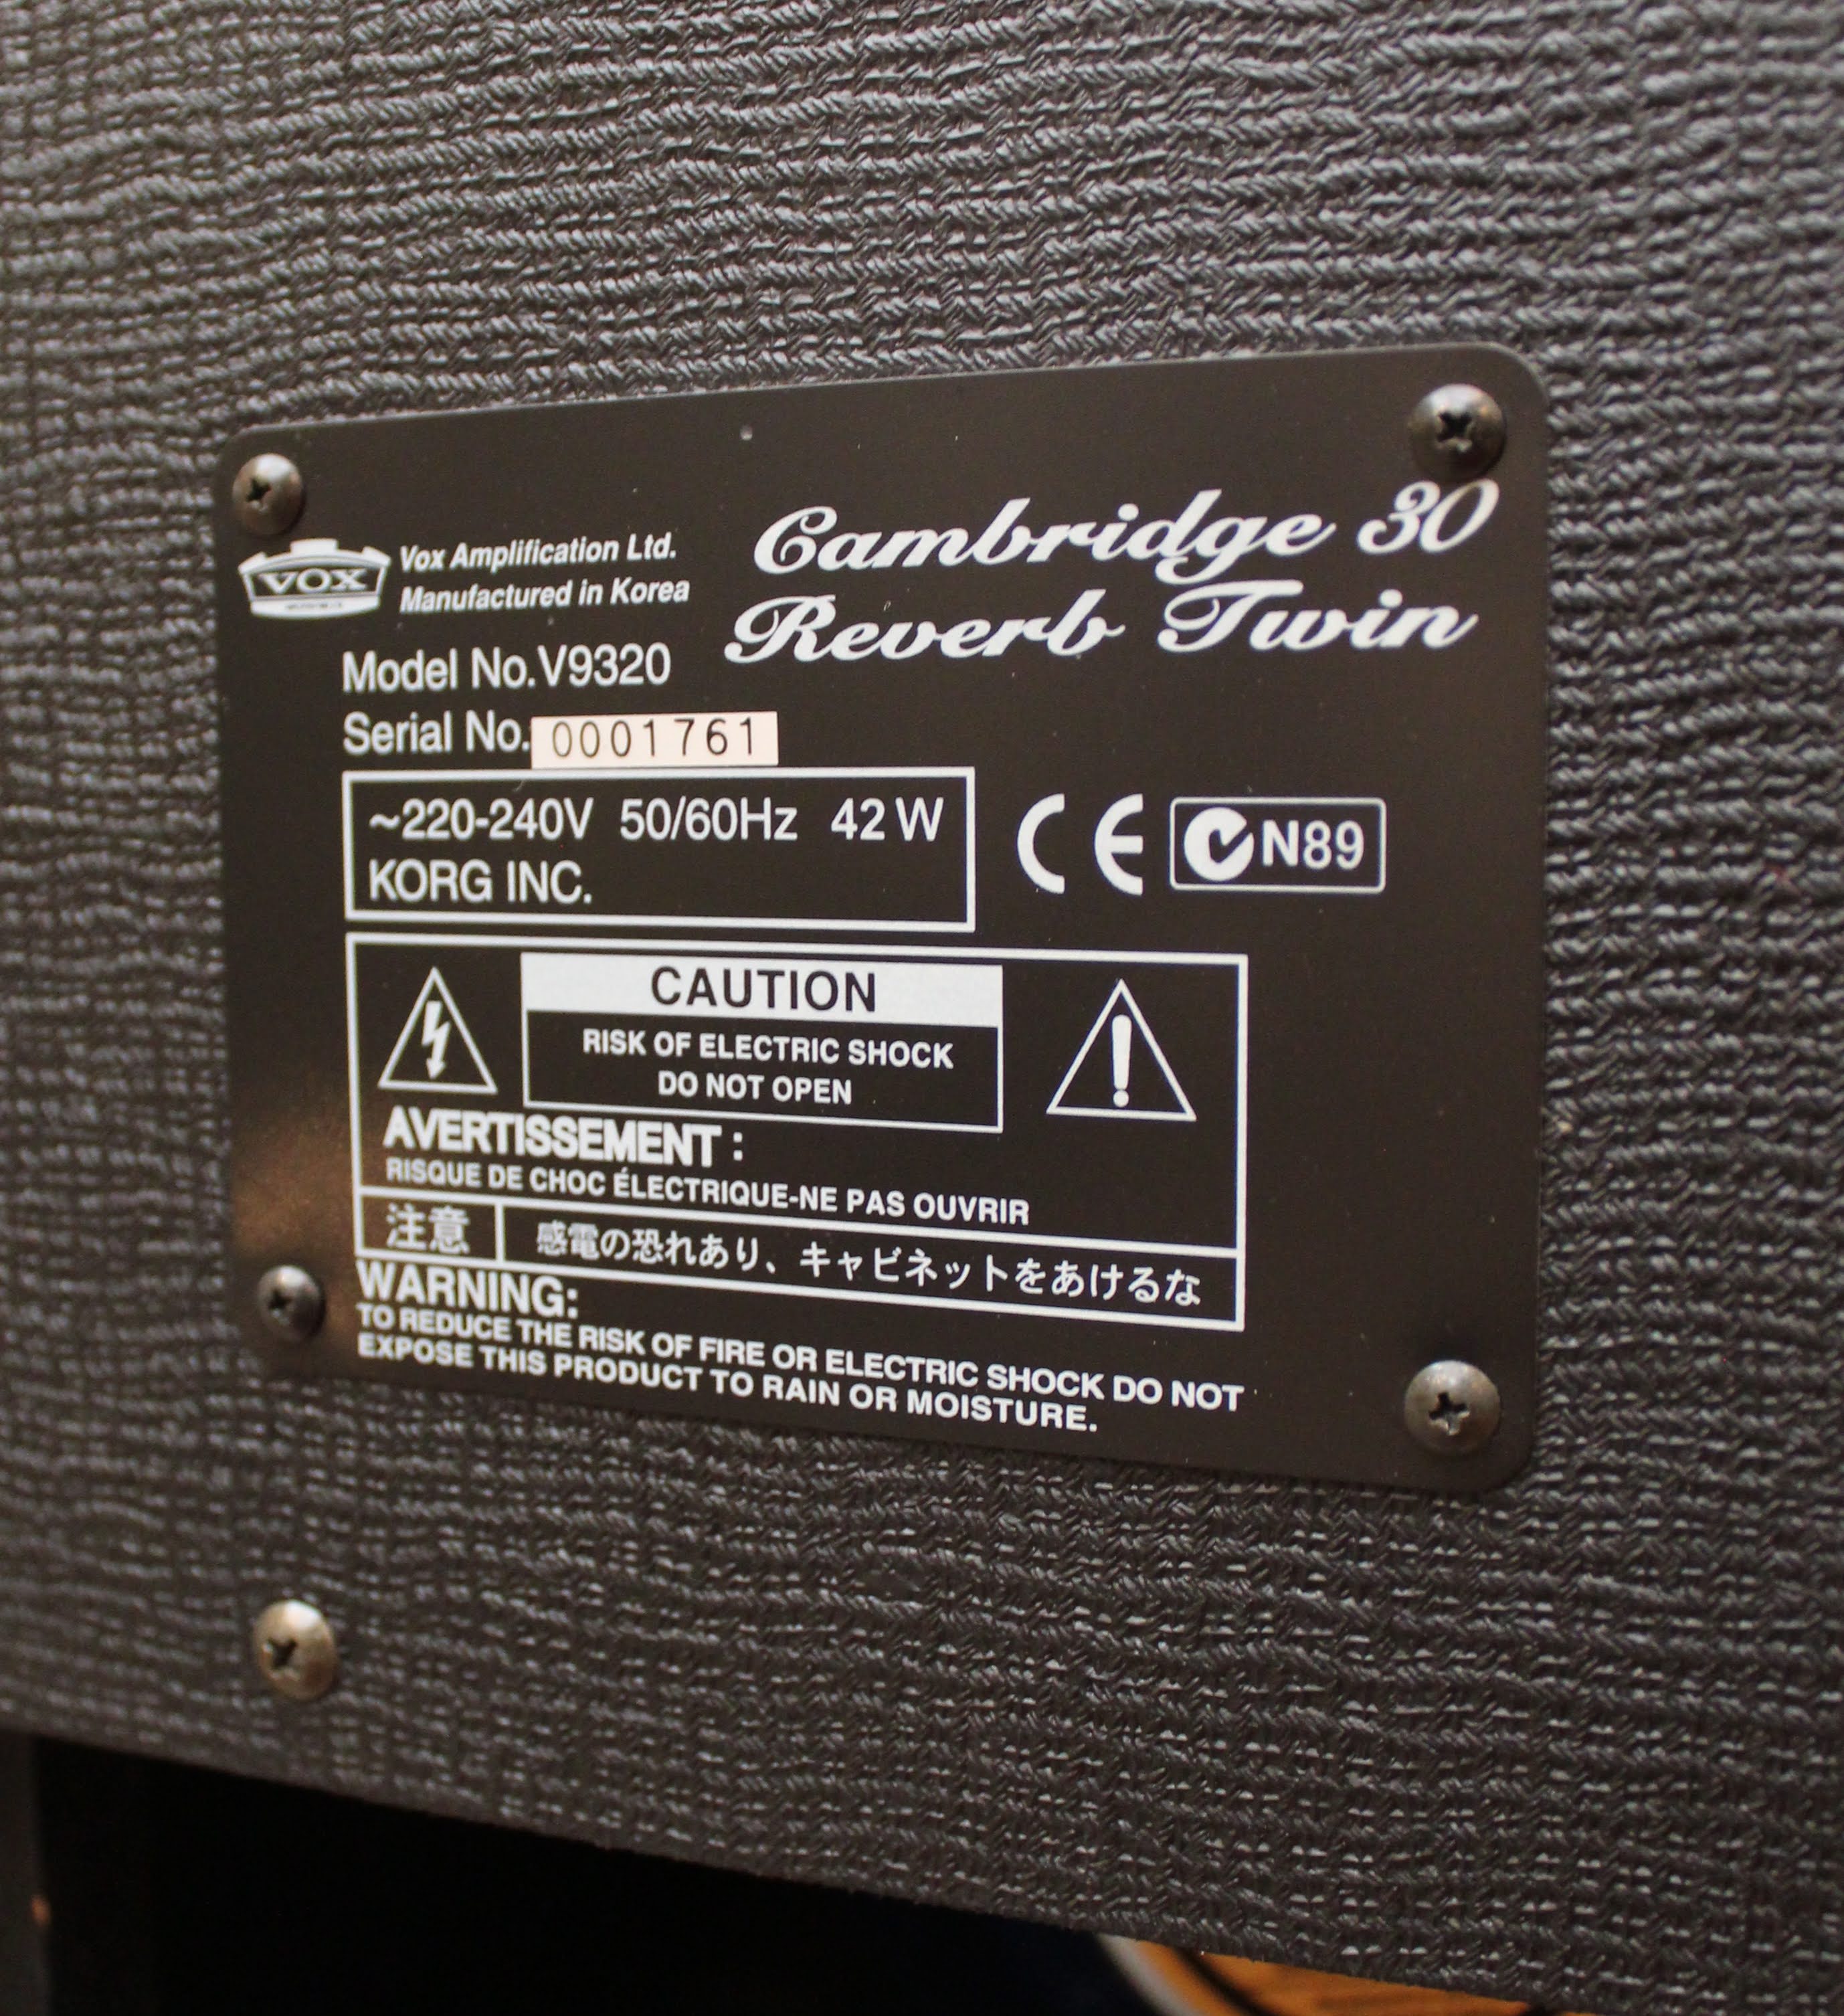 Cambridge 30
Reverb Twin
VOX
Vox Amplification Ltd.
Manufactured in Korea
Model No.V9320
Serial No. 0001761
~220-240V 50/60Hz 42W
KORG INC.
CE N89
CAUTION
RISK OF ELECTRIC SHOCK
DO NOT OPEN
AVERTISSEMENT :
RISQUE DE CHOC ÉLECTRIQUE-NE PAS OUVRIR
注意 感電の恐れあり、キャビネットをあけるな
WARNING:
TO REDUCE THE RISK OF FIRE OR ELECTRIC SHOCK DO NOT
EXPOSE THIS PRODUCT TO RAIN OR MOISTURE.